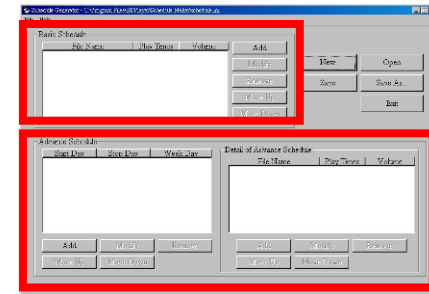 Schedule Generator - C:\Program Files\
File Help
Basic Schedule
File Name Play Times Volume
Add
Modify
Remove
Move Up
Move Down
New Open
Save Save As...
Exit
Advance Schedule
Start Day Stop Day Week Day
Add Modify Remove
Move Up Move Down
Detail of Advance Schedule
File Name Play Times Volume
Add Modify Remove
Move Up Move Down